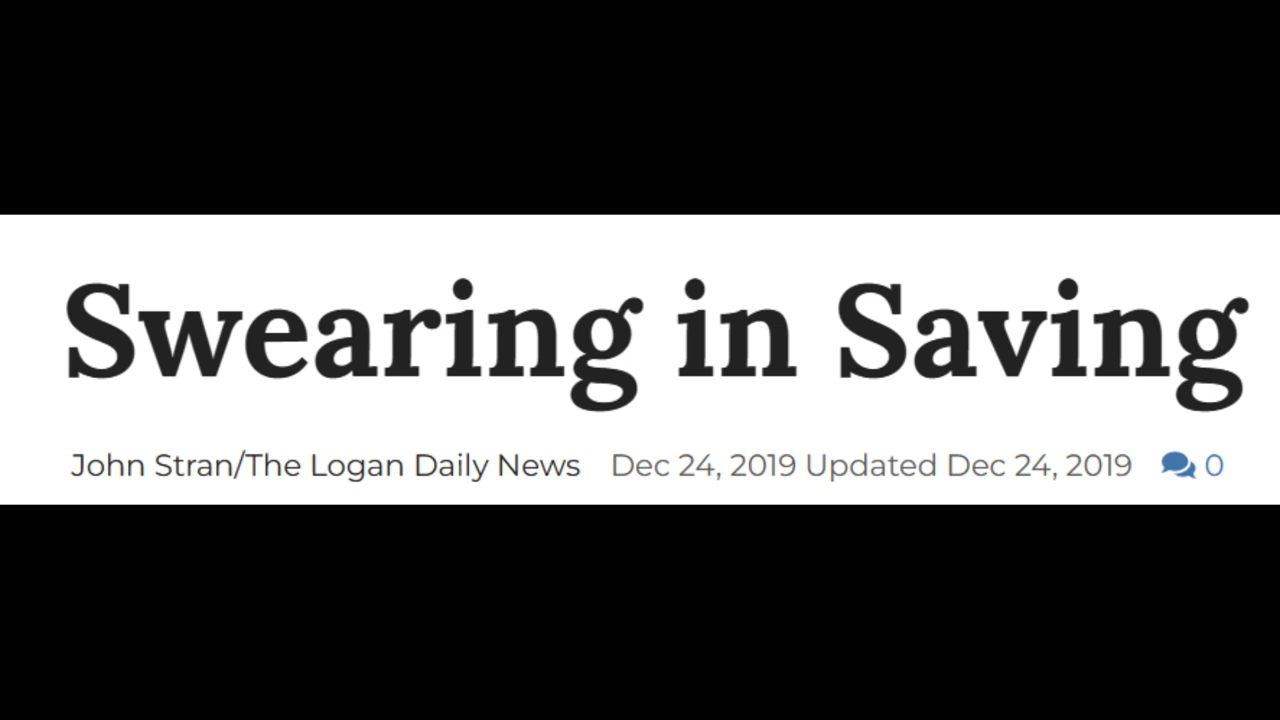 Swearing in Saving
John Stran/The Logan Daily News Dec 24, 2019 Updated Dec 24, 2019 0